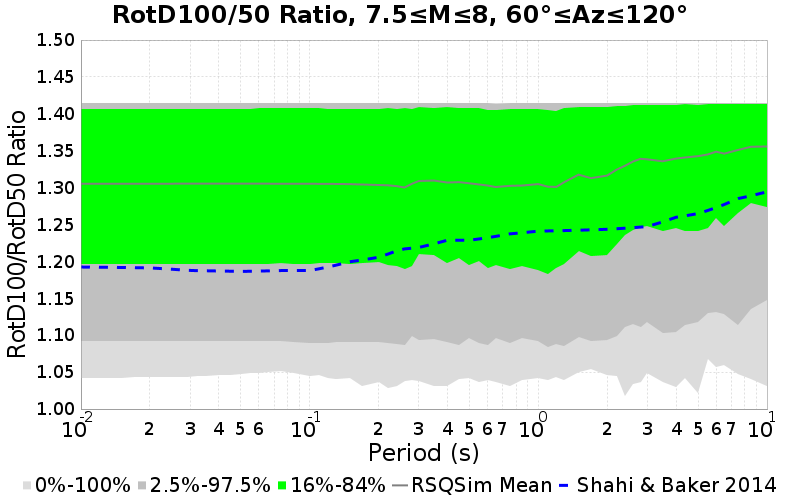 RotD100/50 Ratio, 7.5≤M≤8, 60°≤Az≤120°
RotD100/RotD50 Ratio
1.50
1.45
1.40
1.35
1.30
1.25
1.20
1.15
1.10
1.05
1.00
10-2 2 3 4 5 6 10-1 2 3 4 5 6 7 100 2 3 4 5 6 7 101
Period (s)
0%-100% 2.5%-97.5% 16%-84% RSQSim Mean Shahi & Baker 2014